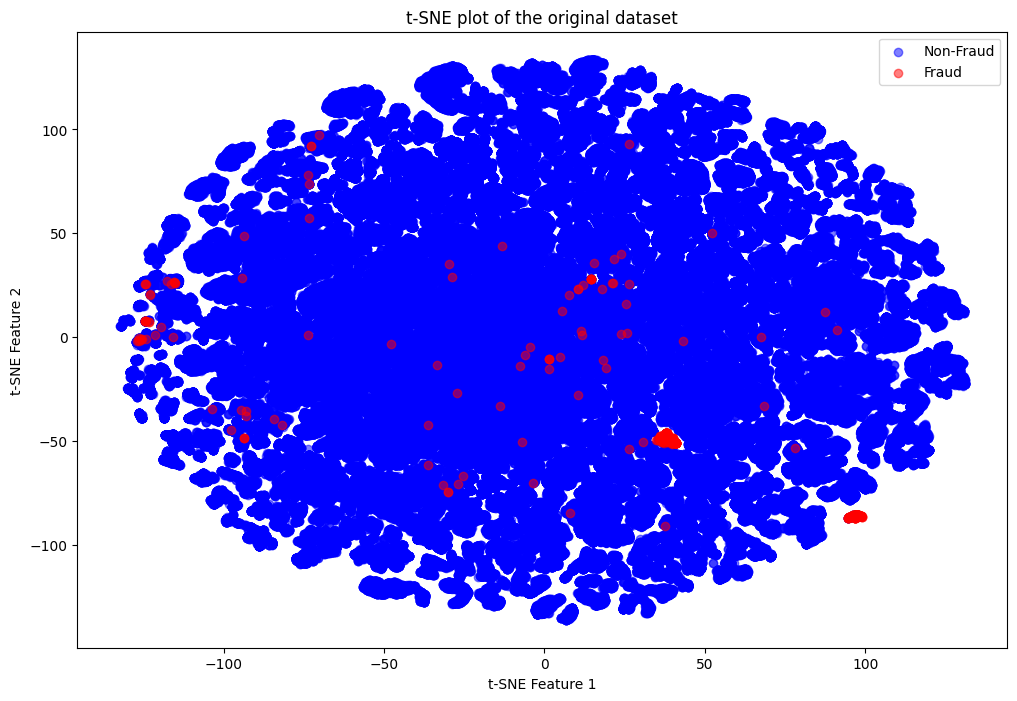 t-SNE plot of the original dataset
Non-Fraud
Fraud
100
50
0
−50
−100
t-SNE Feature 2
−100
−50
0
50
100
t-SNE Feature 1